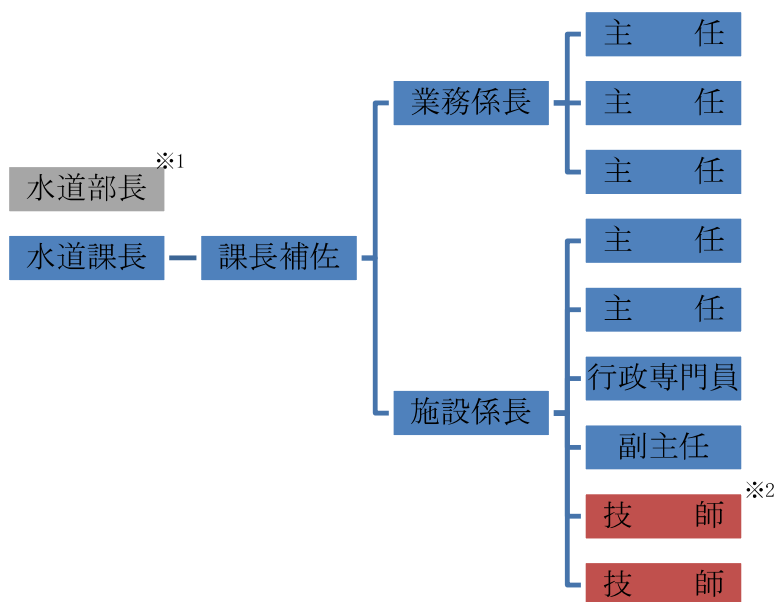 ※1
水道部長
水道課長
課長補佐
業務係長
主　任
主　任
主　任
施設係長
主　任
主　任
行政専門員
副主任
※2
技　師
技　師